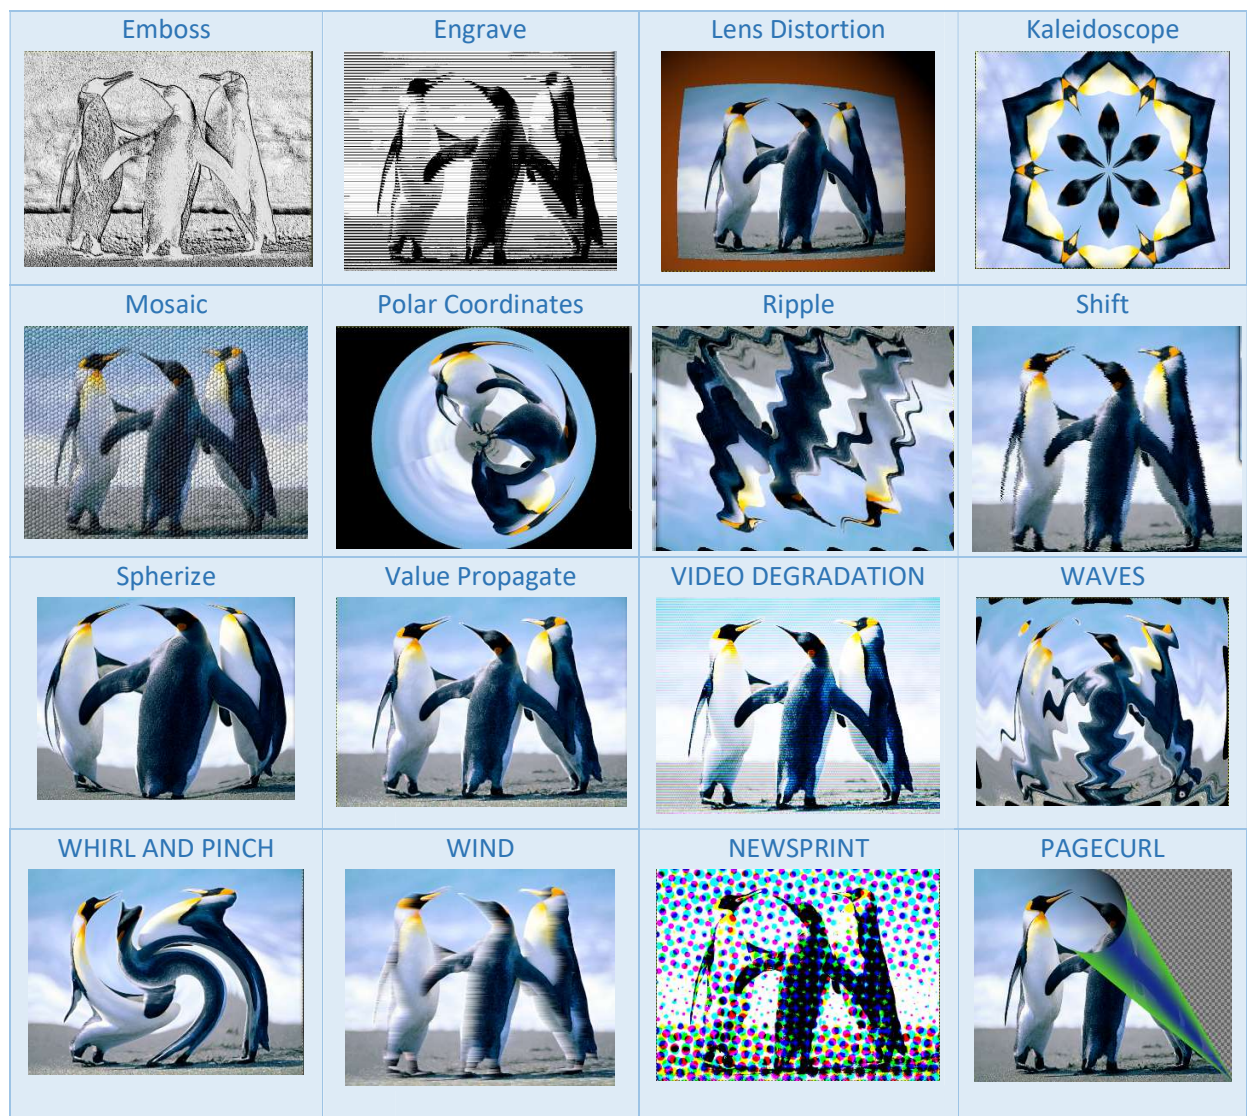 Emboss
Engrave
Lens Distortion
Kaleidoscope
Mosaic
Polar Coordinates
Ripple
Shift
Spherize
Value Propagate
VIDEO DEGRADATION
WAVES
WHIRL AND PINCH
WIND
NEWSPRINT
PAGECURL